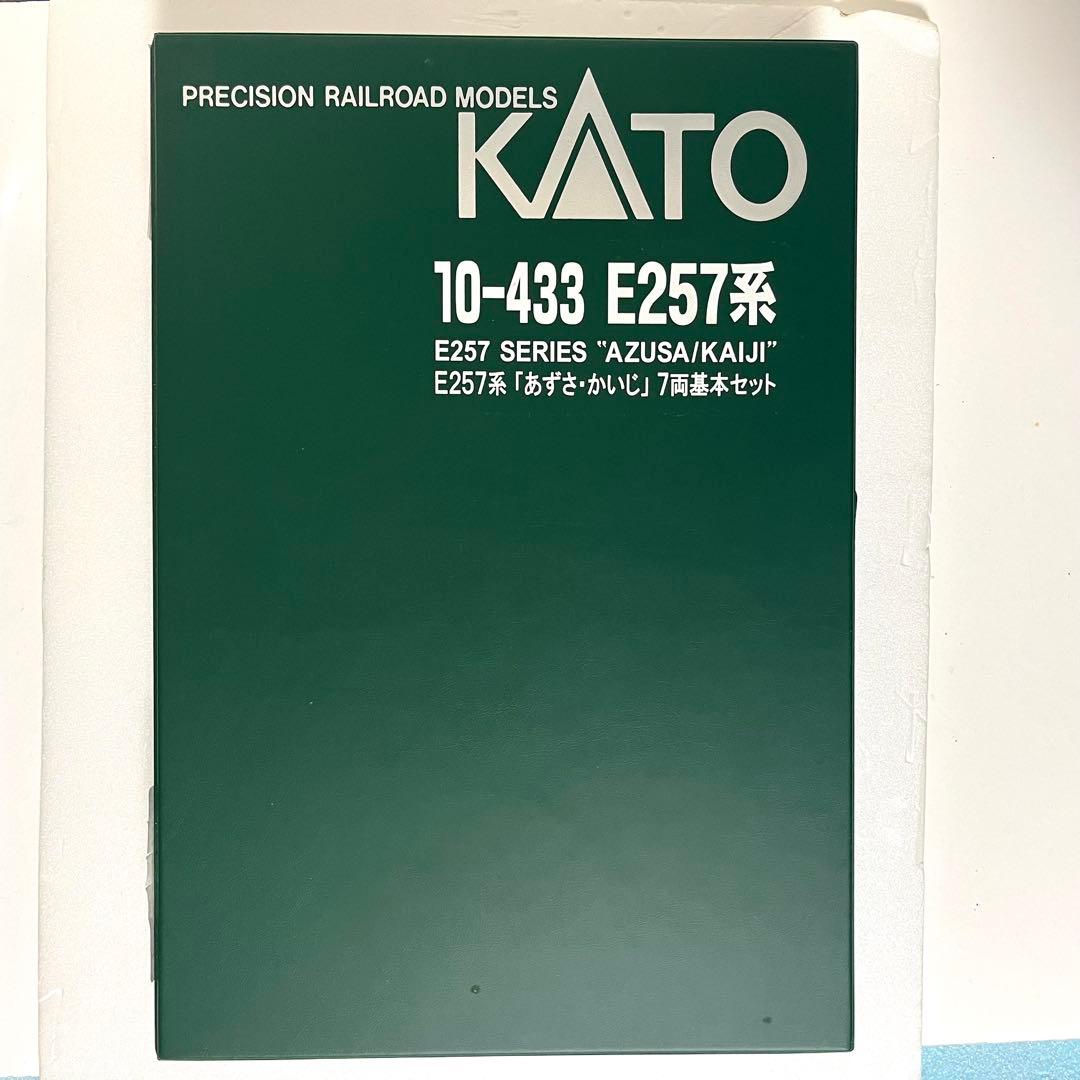 PRECISION RAILROAD MODELS
KATO
10-433 E257系
E257 SERIES "AZUSA/KAIJI"
E257系「あずさ・かいじ」7両基本セット